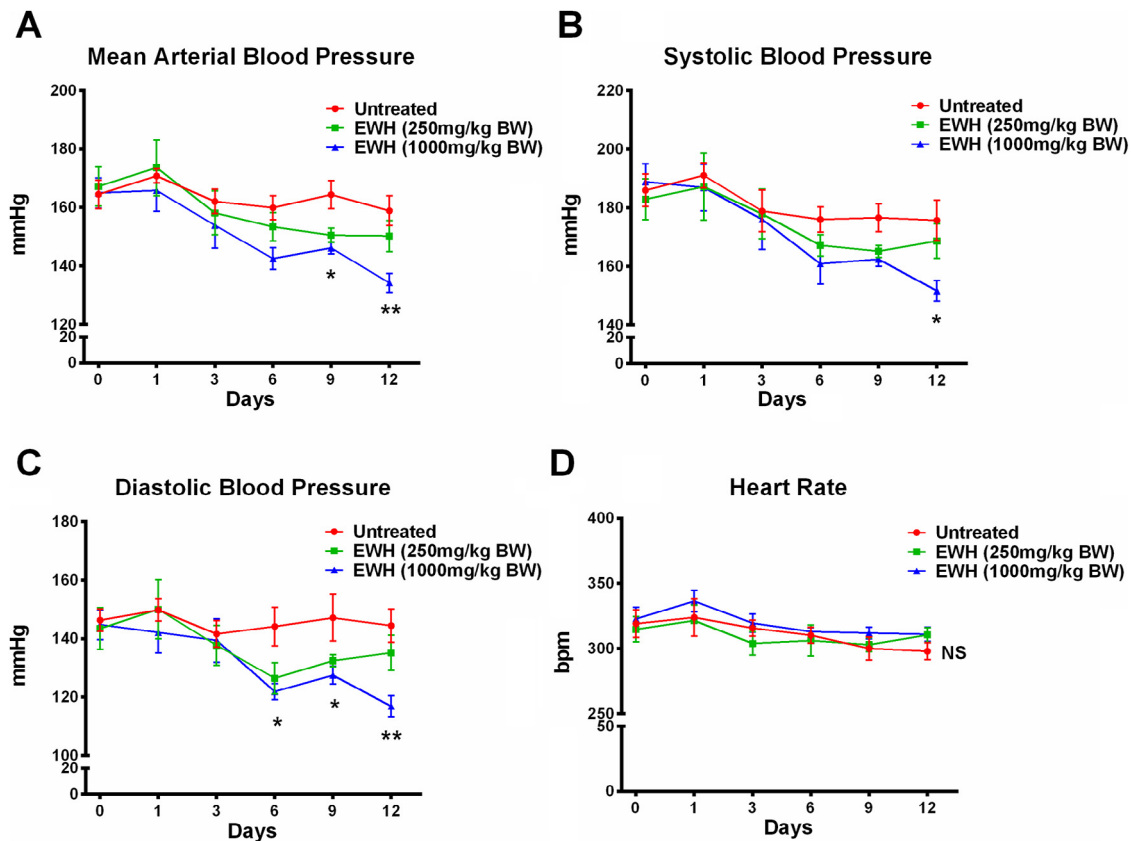 A
Mean Arterial Blood Pressure
Untreated
EWH (250mg/kg BW)
EWH (1000mg/kg BW)
mmHg
200
180
160
140
120
20
0
*
**
0 1 3 6 9 12
Days
B
Systolic Blood Pressure
Untreated
EWH (250mg/kg BW)
EWH (1000mg/kg BW)
mmHg
220
200
180
160
140
20
0
*
0 1 3 6 9 12
Days
C
Diastolic Blood Pressure
Untreated
EWH (250mg/kg BW)
EWH (1000mg/kg BW)
mmHg
180
160
140
120
100
20
0
*
*
**
0 1 3 6 9 12
Days
D
Heart Rate
Untreated
EWH (250mg/kg BW)
EWH (1000mg/kg BW)
bpm
400
350
300
250
50
0
NS
0 1 3 6 9 12
Days